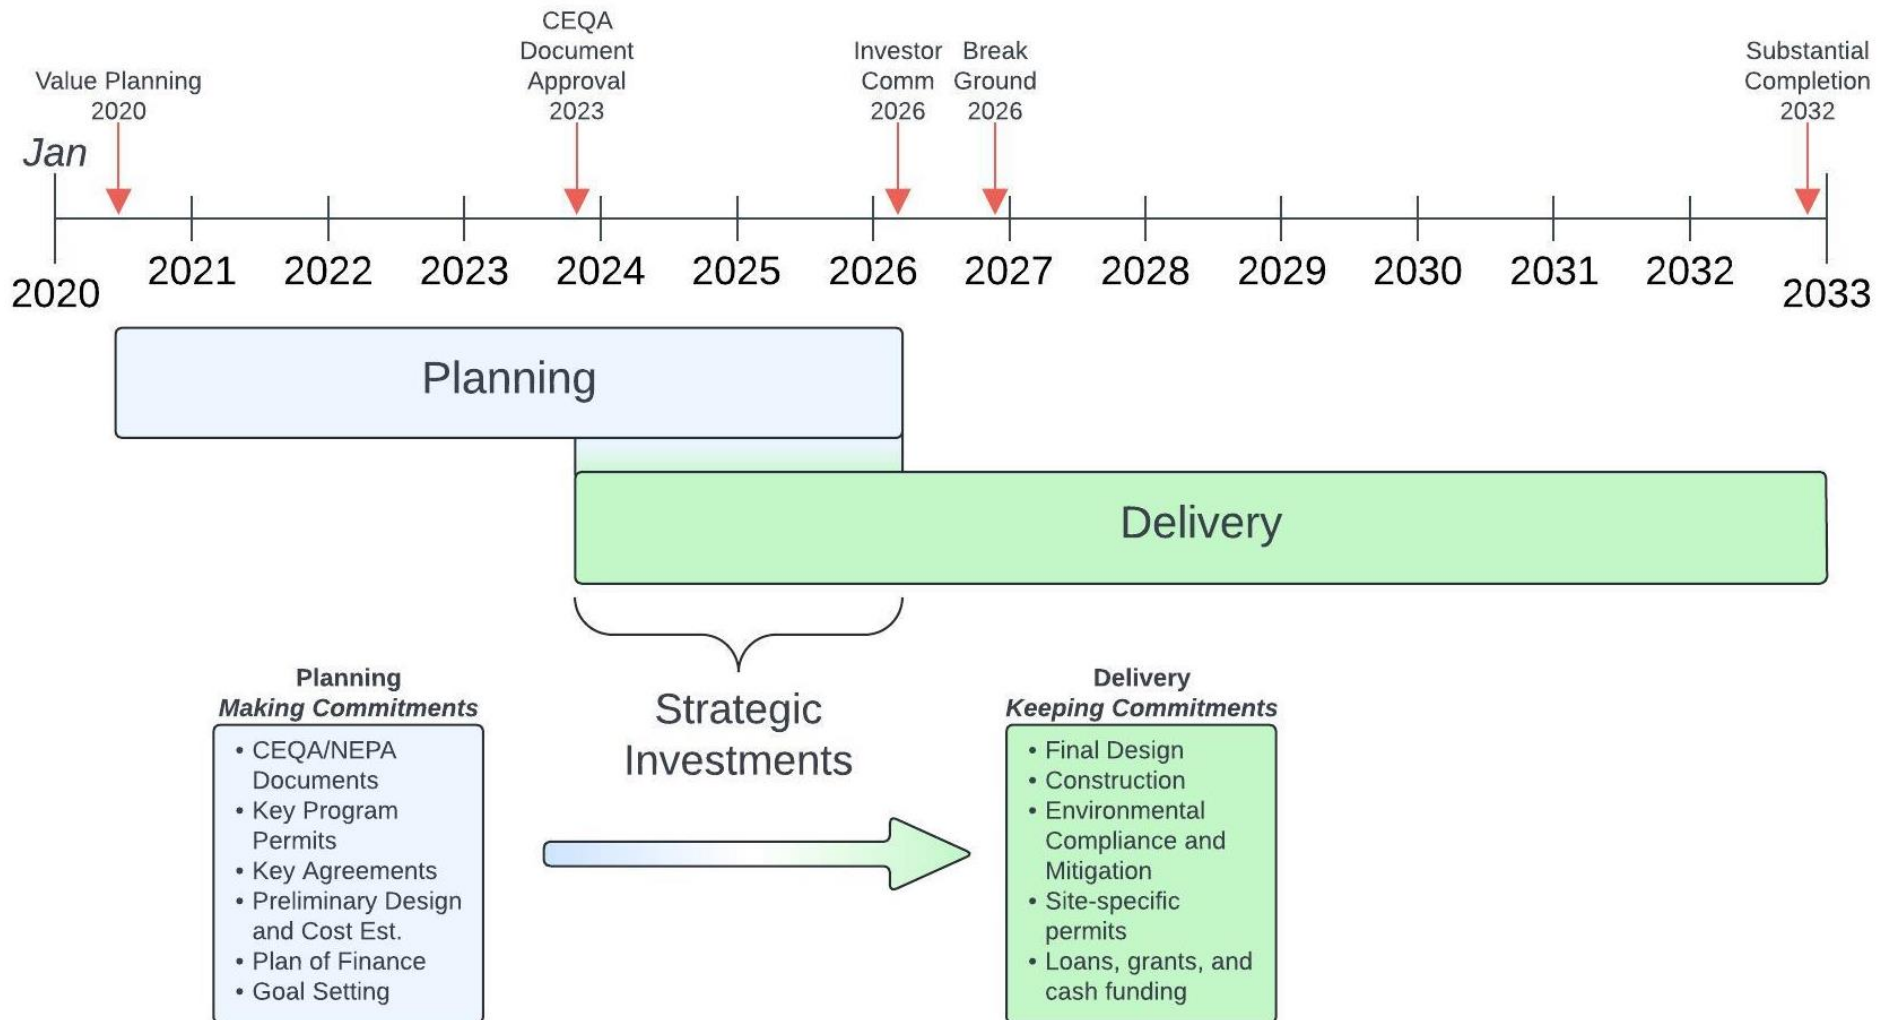 CEQA
Document
Approval
2023
Value Planning
2020
Investor
Comm
2026
Break
Ground
2026
Substantial
Completion
2032
Jan
2020
2021
2022
2023
2024
2025
2026
2027
2028
2029
2030
2031
2032
2033
Planning
Delivery
Strategic
Investments
Planning
Making Commitments
• CEQA/NEPA
Documents
• Key Program
Permits
• Key Agreements
• Preliminary Design
and Cost Est.
• Plan of Finance
• Goal Setting
Delivery
Keeping Commitments
• Final Design
• Construction
• Environmental
Compliance and
Mitigation
• Site-specific
permits
• Loans, grants, and
cash funding